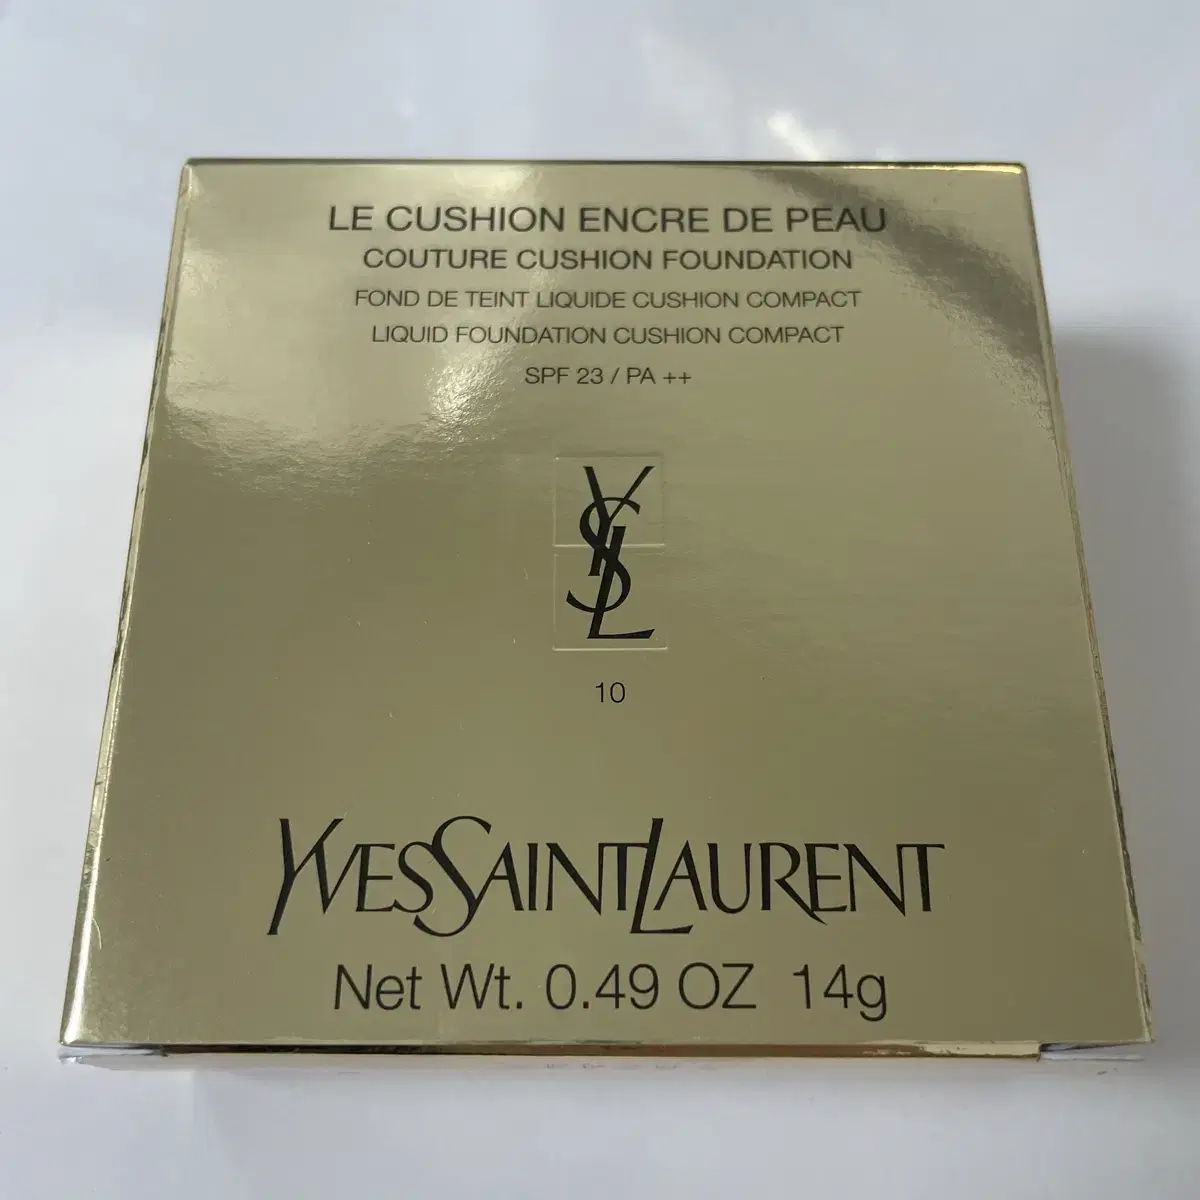 LE CUSHION ENCRE DE PEAU
COUTURE CUSHION FOUNDATION
FOND DE TEINT LIQUIDE CUSHION COMPACT
LIQUID FOUNDATION CUSHION COMPACT
SPF 23 / PA ++
YSL
10
YVESSAINTLAURENT
Net Wt. 0.49 OZ 14g